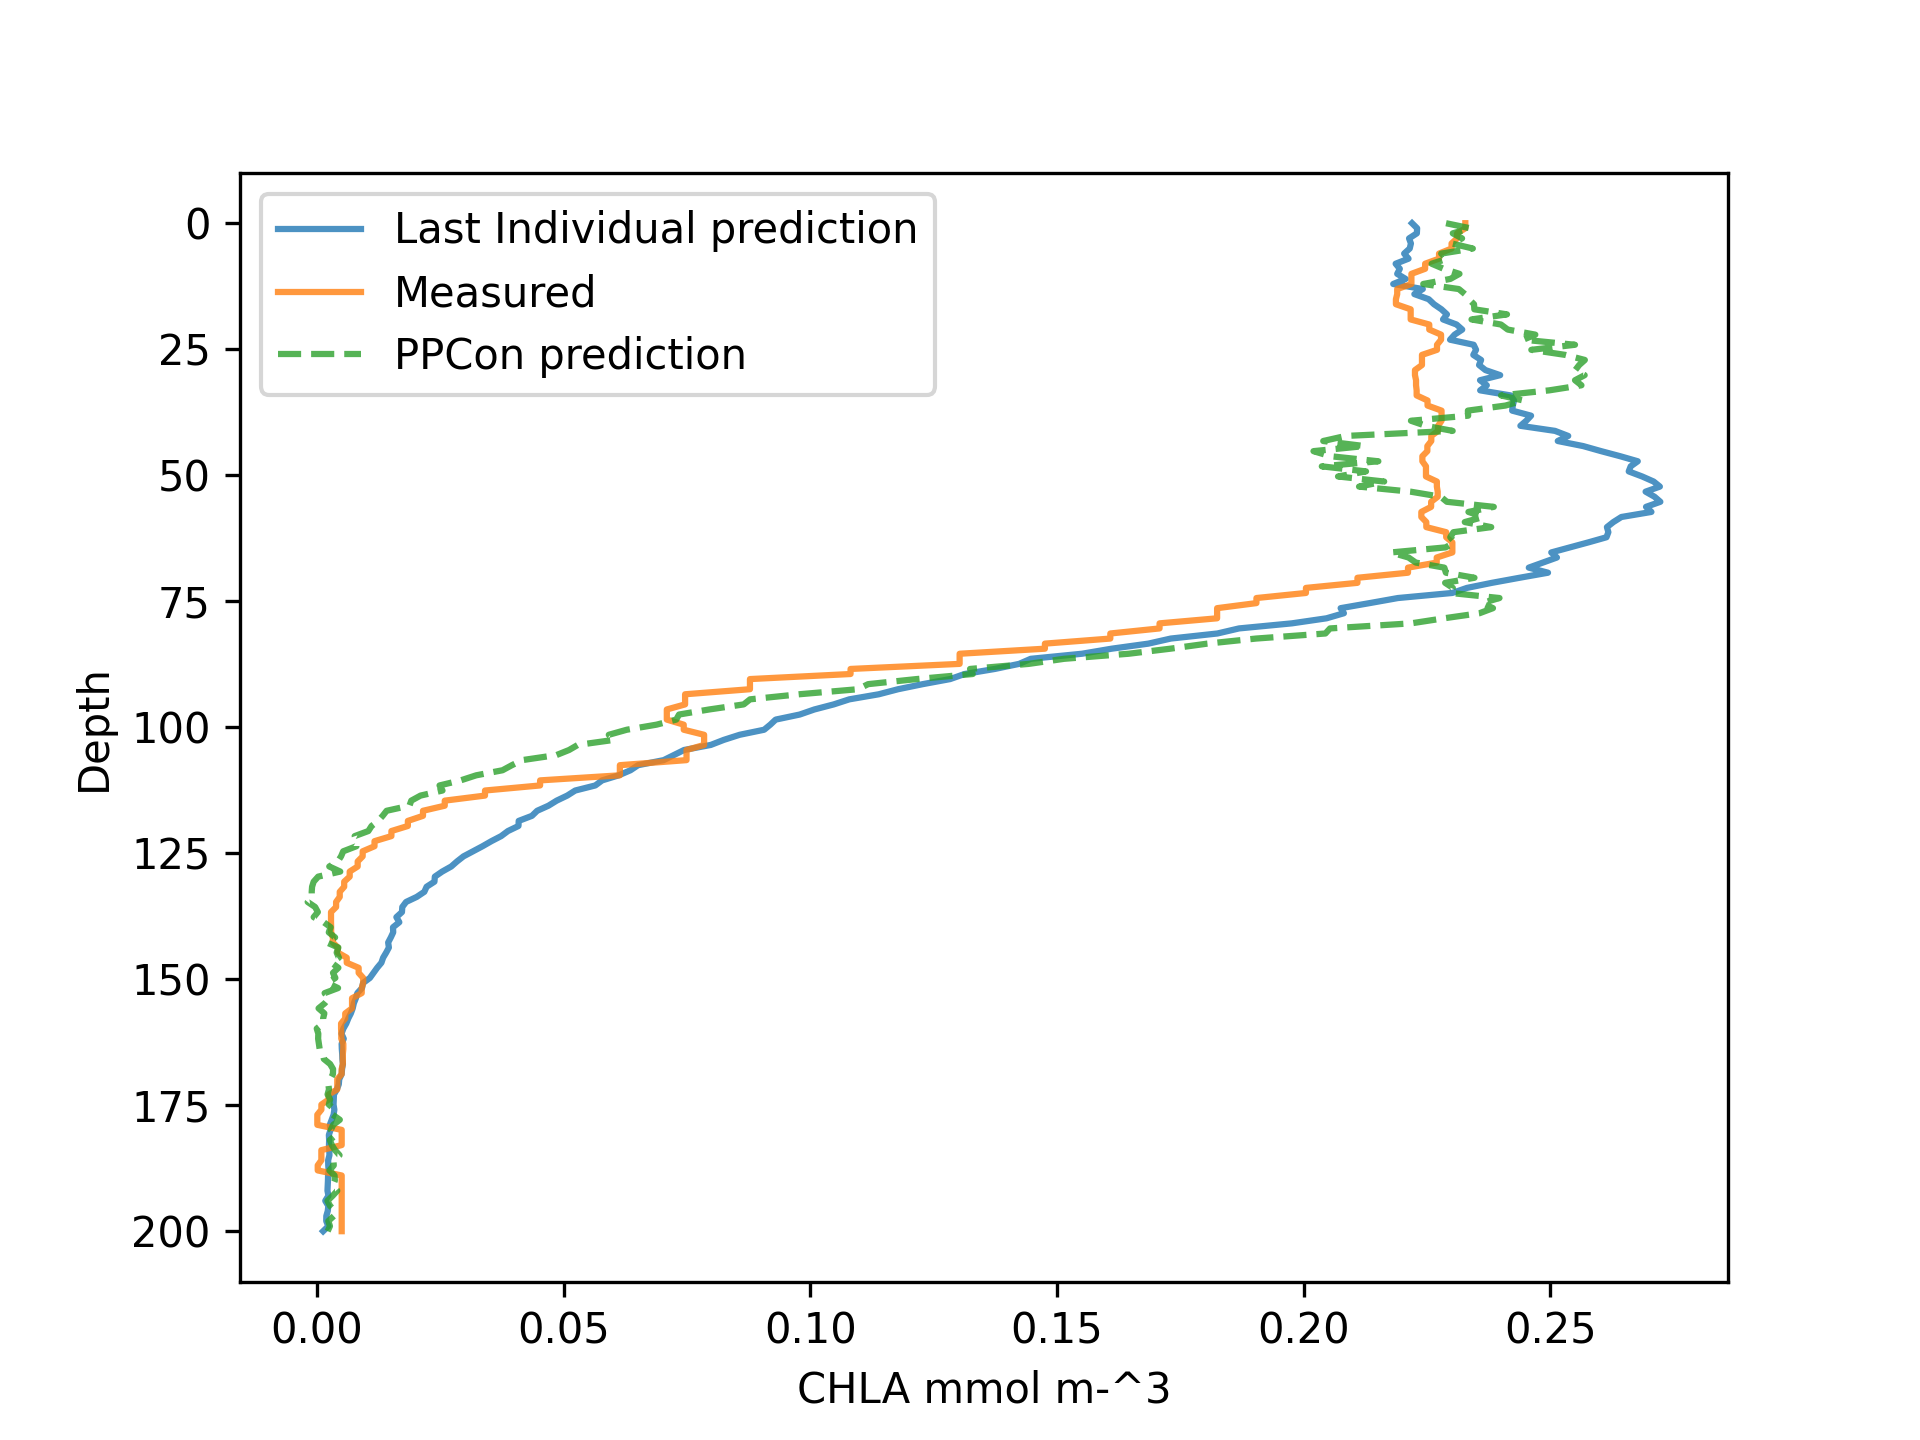 Last Individual prediction
Measured
PPCon prediction
0
25
50
75
100
125
150
175
200
Depth
0.00 0.05 0.10 0.15 0.20 0.25
CHLA mmol m-^3